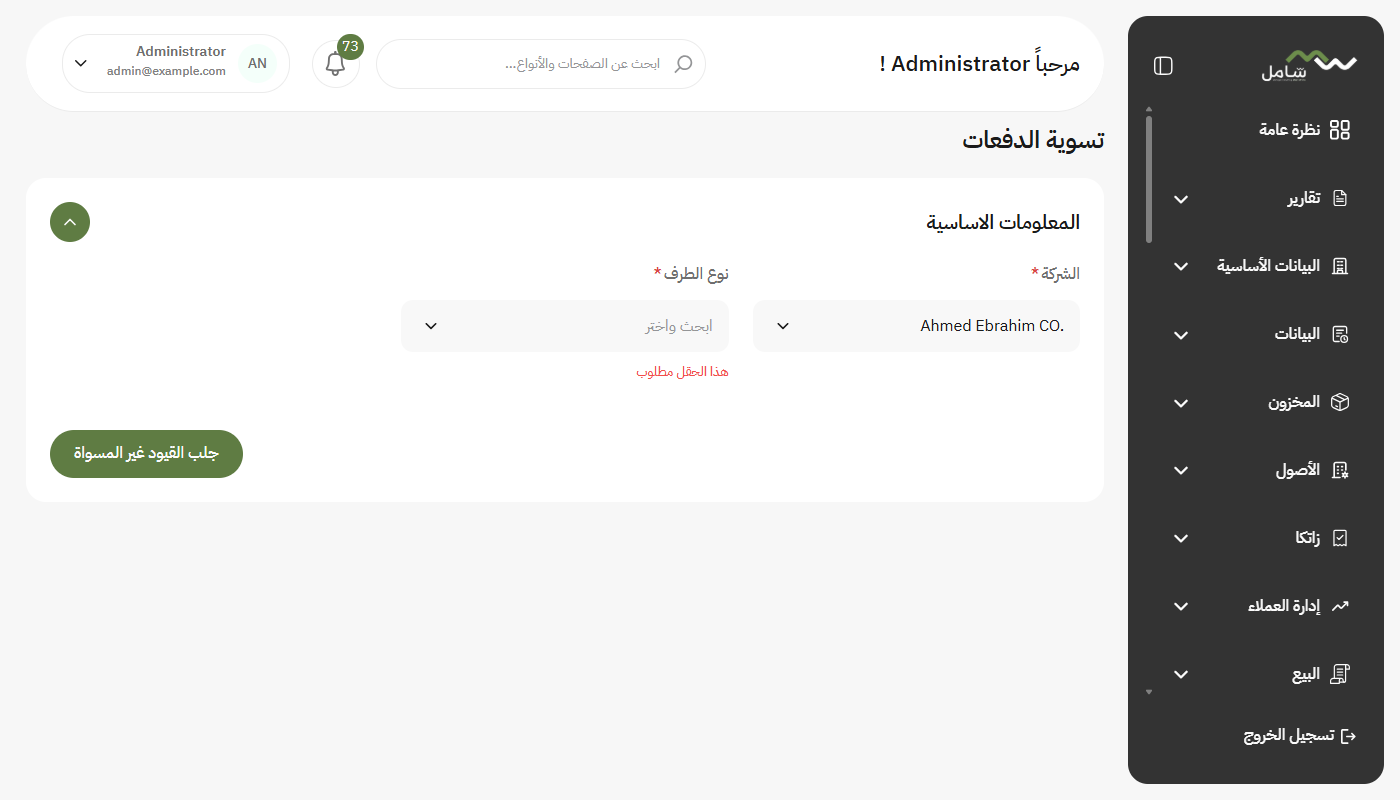 شامل
نظرة عامة
تقارير
البيانات الأساسية
البيانات
المخزون
الأصول
زاتكا
إدارة العملاء
البيع
تسجيل الخروج
مرحباً Administrator !
ابحث عن الصفحات والأنواع...
73
AN
Administrator
admin@example.com
تسوية الدفعات
المعلومات الاساسية
الشركة *
نوع الطرف *
Ahmed Ebrahim CO.
ابحث واختر
هذا الحقل مطلوب
جلب القيود غير المسواة